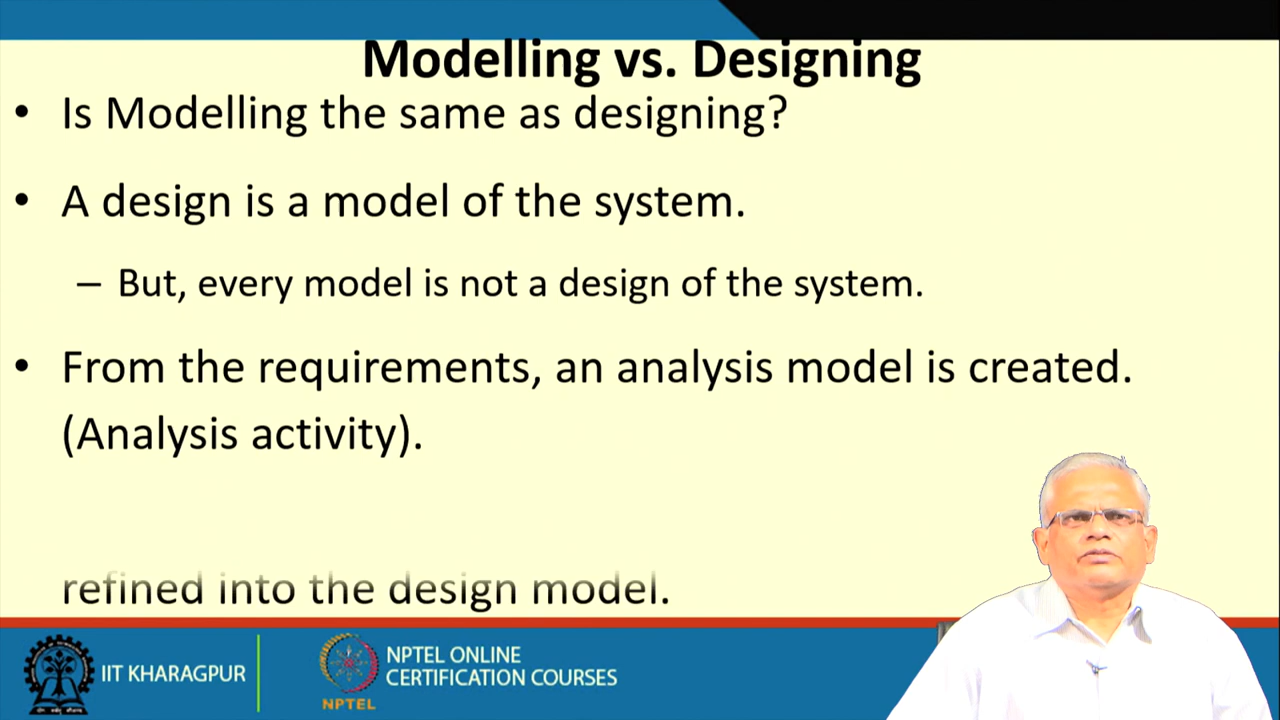 Modelling vs. Designing
• Is Modelling the same as designing?
• A design is a model of the system.
– But, every model is not a design of the system.
• From the requirements, an analysis model is created.
(Analysis activity).
refined into the design model.
IIT KHARAGPUR
NPTEL ONLINE
CERTIFICATION COURSES
NPTEL